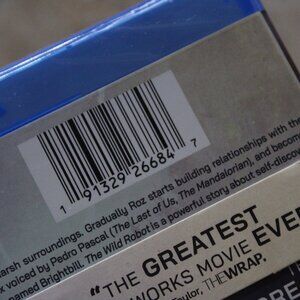 1 91329 26684 7
arsh surroundings. Gradually Roz starts building relationships with the
x voiced by Pedro Pascal (The Last of Us, The Mandalorian), and becom
named Brightbill. The Wild Robot is a powerful story about self-disco
"THE GREATEST
WORKS MOVIE EVE
THEWRAP.